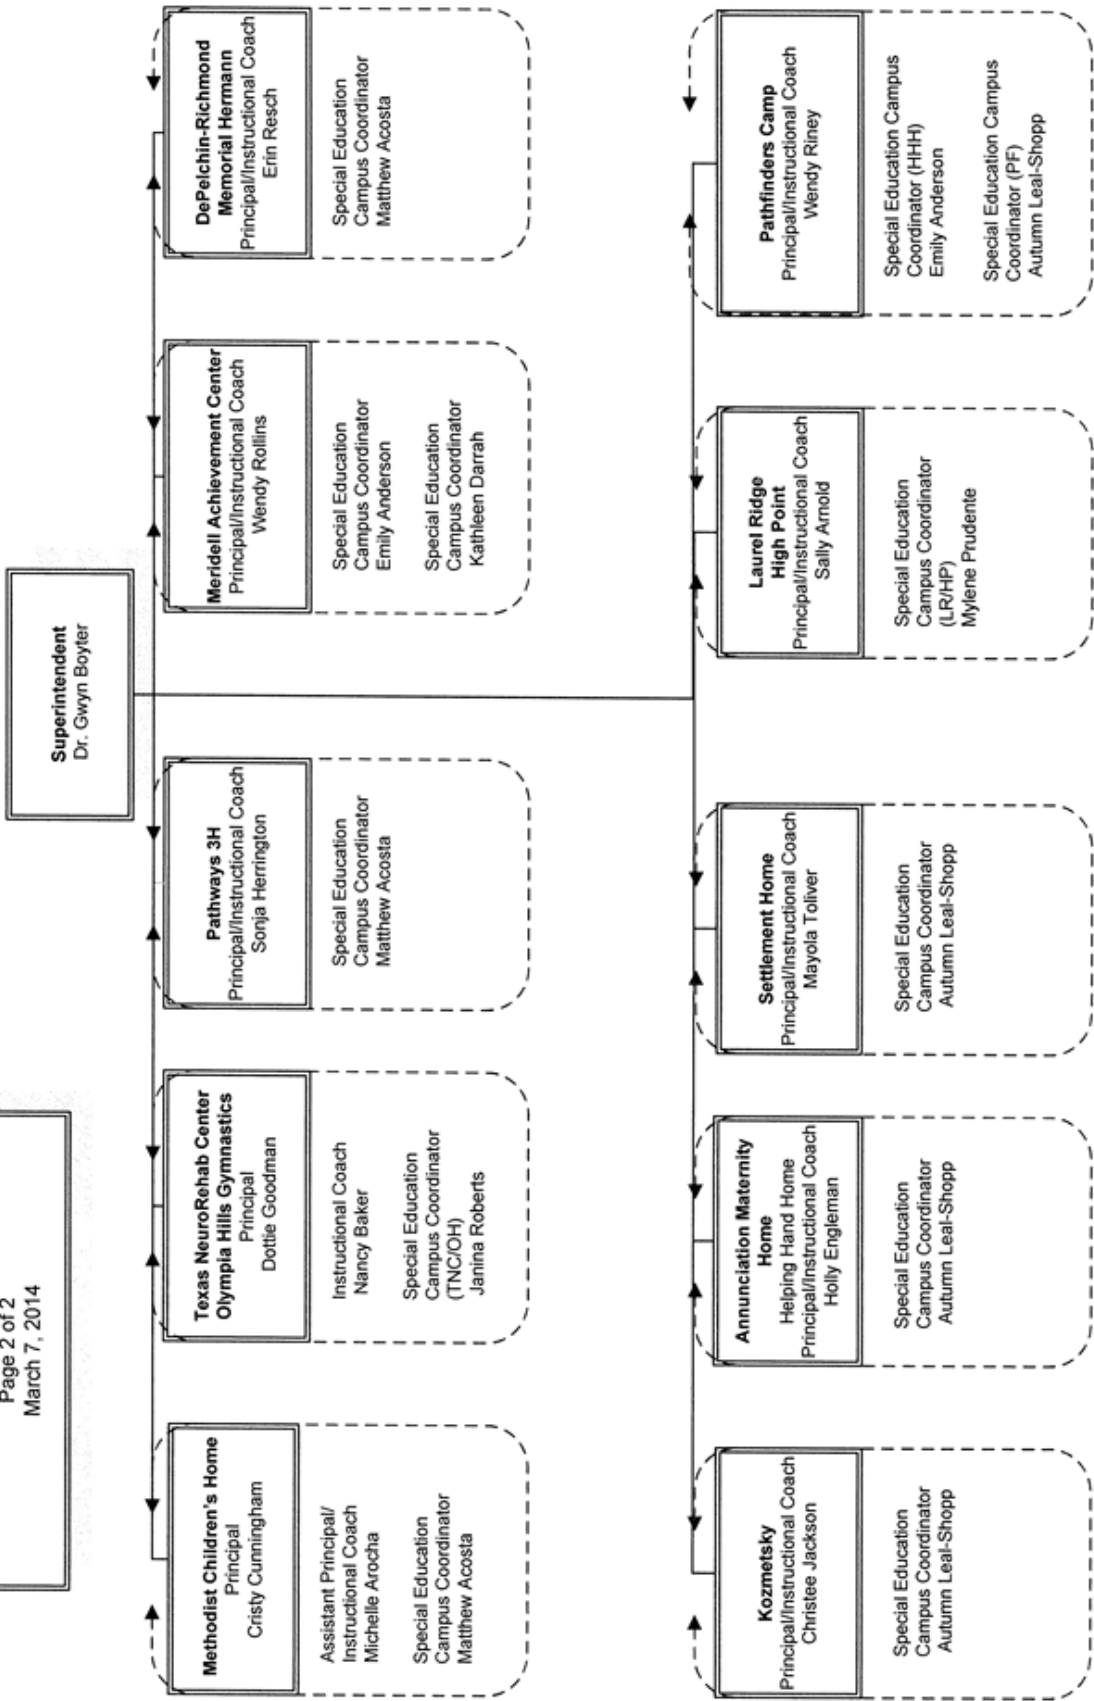 Page 2 of 2
March 7, 2014
Superintendent
Dr. Gwyn Boyter
Methodist Children's Home
Principal
Cristy Cunningham
Assistant Principal/
Instructional Coach
Michelle Arocha
Special Education
Campus Coordinator
Matthew Acosta
Texas NeuroRehab Center
Olympia Hills Gymnastics
Principal
Dottie Goodman
Instructional Coach
Nancy Baker
Special Education
Campus Coordinator
(TNC/OH)
Janina Roberts
Pathways 3H
Principal/Instructional Coach
Sonja Herrington
Special Education
Campus Coordinator
Matthew Acosta
Meridell Achievement Center
Principal/Instructional Coach
Wendy Rollins
Special Education
Campus Coordinator
Emily Anderson
Special Education
Campus Coordinator
Kathleen Darrah
DePelchin-Richmond
Memorial Hermann
Principal/Instructional Coach
Erin Resch
Special Education
Campus Coordinator
Matthew Acosta
Kozmetsky
Principal/Instructional Coach
Christee Jackson
Special Education
Campus Coordinator
Autumn Leal-Shopp
Annunciation Maternity
Home
Helping Hand Home
Principal/Instructional Coach
Holly Engleman
Special Education
Campus Coordinator
Autumn Leal-Shopp
Settlement Home
Principal/Instructional Coach
Mayola Toliver
Special Education
Campus Coordinator
Autumn Leal-Shopp
Laurel Ridge
High Point
Principal/Instructional Coach
Sally Arnold
Special Education
Campus Coordinator
(LR/HP)
Mylene Prudente
Pathfinders Camp
Principal/Instructional Coach
Wendy Riney
Special Education Campus
Coordinator (HHH)
Emily Anderson
Special Education Campus
Coordinator (PF)
Autumn Leal-Shopp